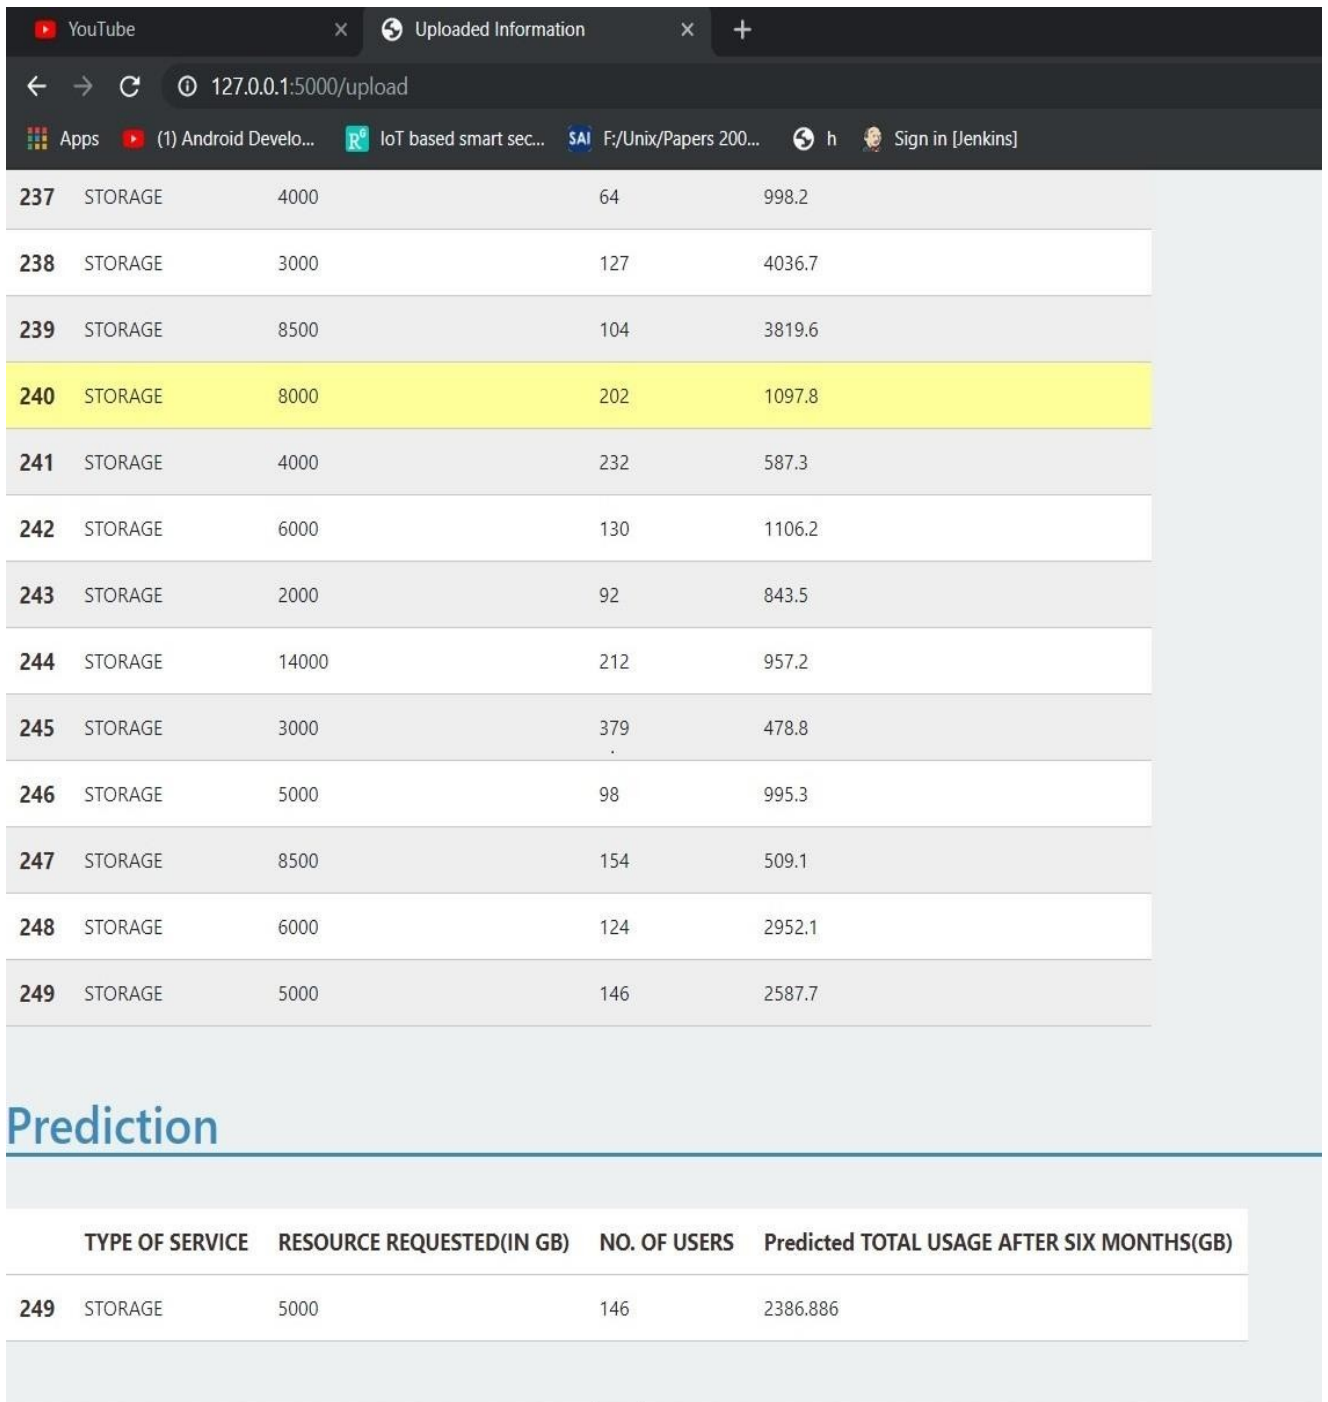 YouTube Uploaded Information
127.0.0.1:5000/upload
Apps (1) Android Develo... RG IoT based smart sec... SAI F:/Unix/Papers 200... h Sign in [Jenkins]
237 STORAGE 4000 64 998.2
238 STORAGE 3000 127 4036.7
239 STORAGE 8500 104 3819.6
240 STORAGE 8000 202 1097.8
241 STORAGE 4000 232 587.3
242 STORAGE 6000 130 1106.2
243 STORAGE 2000 92 843.5
244 STORAGE 14000 212 957.2
245 STORAGE 3000 379 478.8
246 STORAGE 5000 98 995.3
247 STORAGE 8500 154 509.1
248 STORAGE 6000 124 2952.1
249 STORAGE 5000 146 2587.7
Prediction
TYPE OF SERVICE RESOURCE REQUESTED(IN GB) NO. OF USERS Predicted TOTAL USAGE AFTER SIX MONTHS(GB)
249 STORAGE 5000 146 2386.886